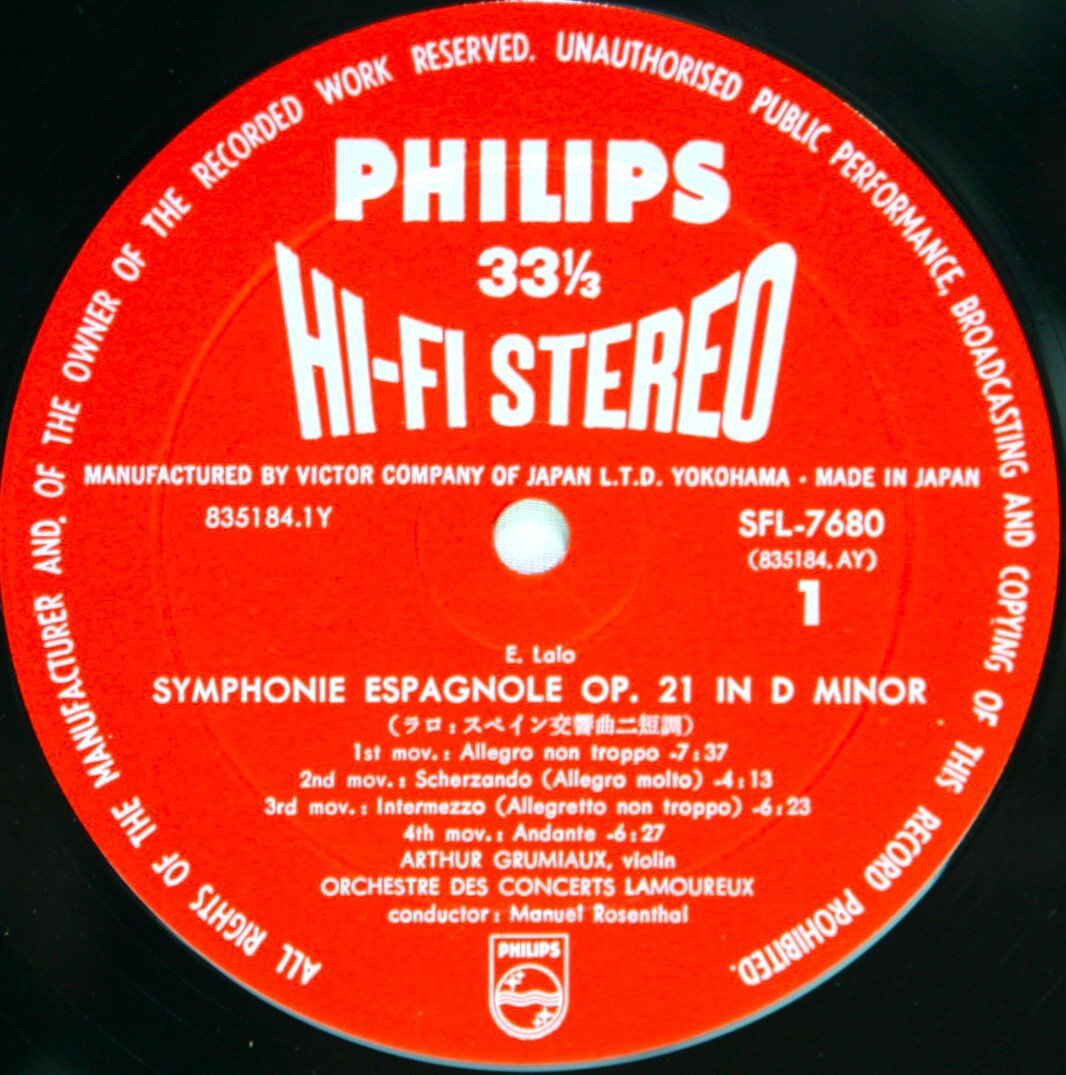 ALL RIGHTS OF THE MANUFACTURER AND. OF THE OWNER OF THE RECORDED WORK RESERVED. UNAUTHORISED PUBLIC PERFORMANCE, BROADCASTING AND COPYING OF THIS RECORD PROHIBITED.
PHILIPS
33⅓
HI-FI STEREO
MANUFACTURED BY VICTOR COMPANY OF JAPAN L.T.D. YOKOHAMA · MADE IN JAPAN
835184.1Y
SFL-7680
(835184. AY)
1
E. Lalo
SYMPHONIE ESPAGNOLE OP. 21 IN D MINOR
(ラロ：スペイン交響曲ニ短調)
1st mov.: Allegro non troppo -7:37
2nd mov.: Scherzando (Allegro molto) -4:13
3rd mov.: Intermezzo (Allegretto non troppo) -6:23
4th mov.: Andante -6:27
ARTHUR GRUMIAUX, violin
ORCHESTRE DES CONCERTS LAMOUREUX
conductor: Manuel Rosenthal
PHILIPS